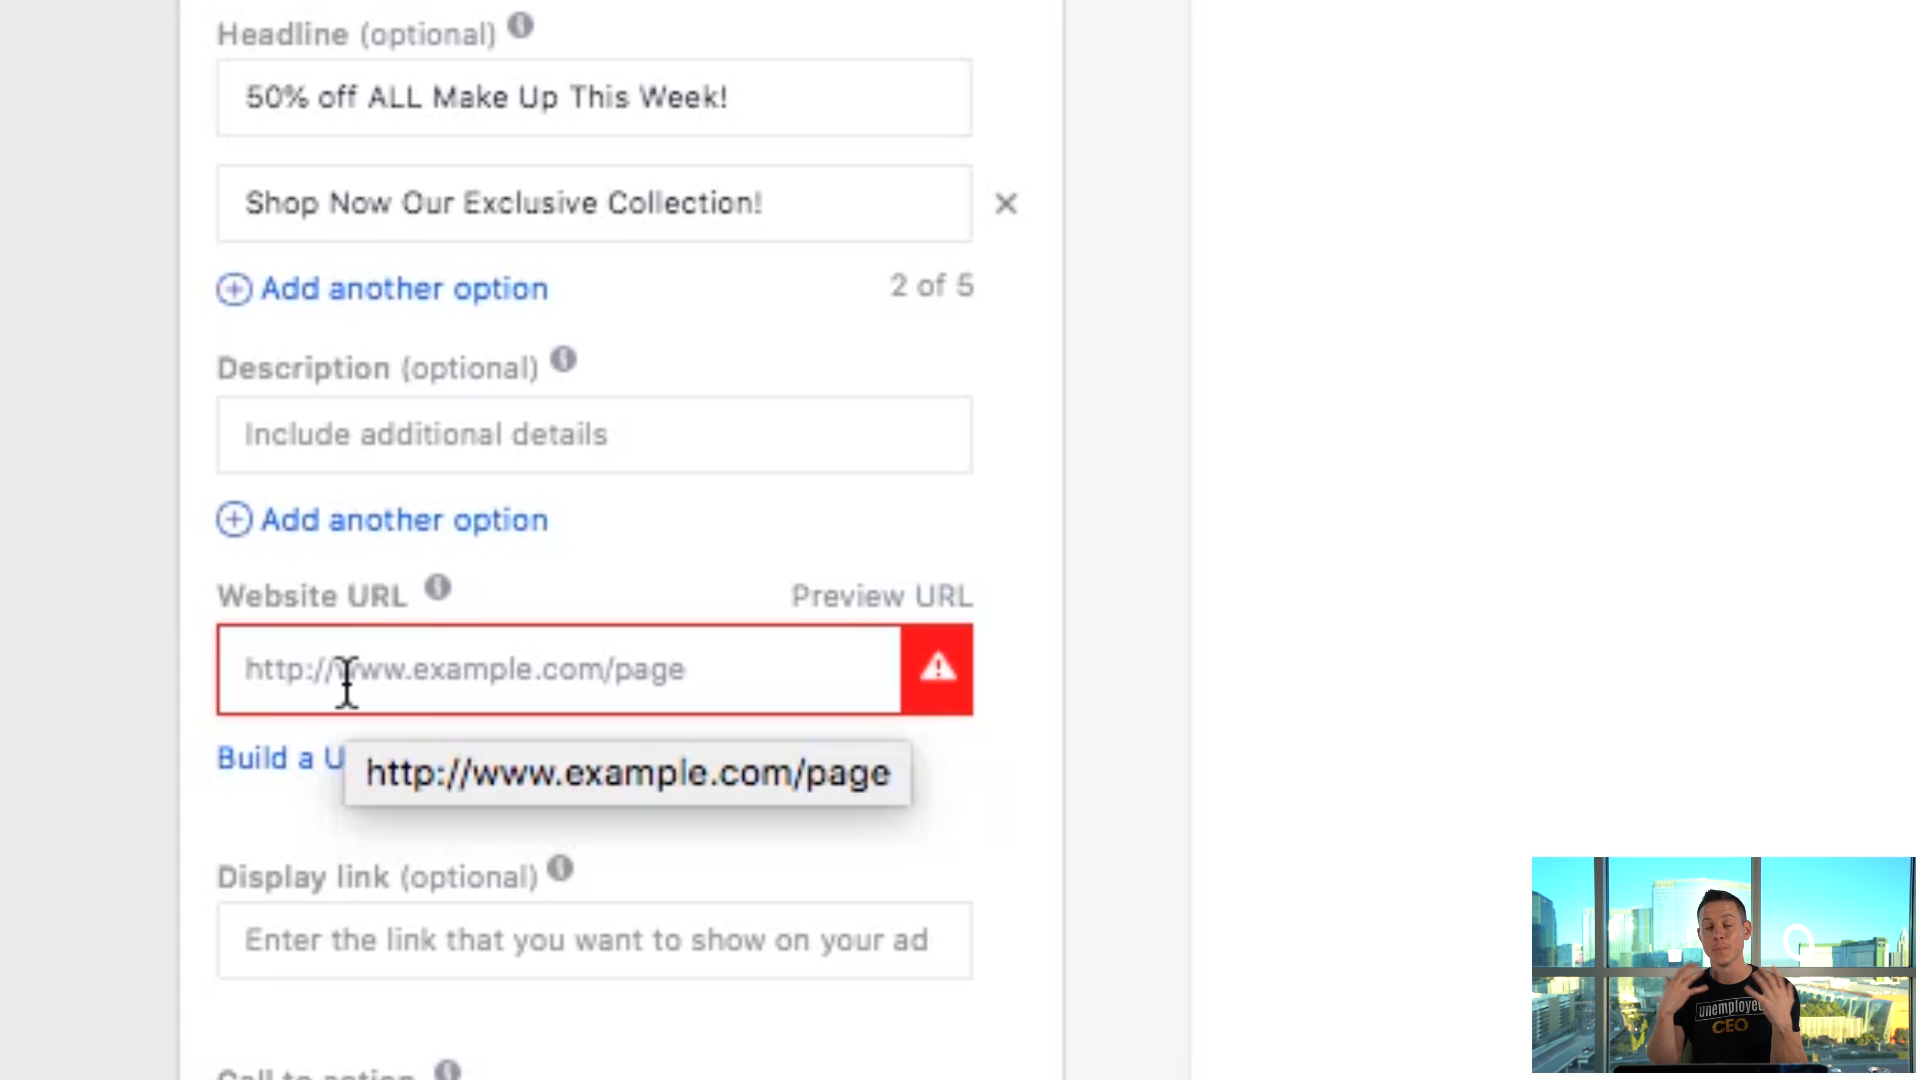 Headline (optional)
50% off ALL Make Up This Week!
Shop Now Our Exclusive Collection!
Add another option
2 of 5
Description (optional)
Include additional details
Add another option
Website URL
Preview URL
http://www.example.com/page
Build a U
http://www.example.com/page
Display link (optional)
Enter the link that you want to show on your ad
Call to action
unemployed
CEO